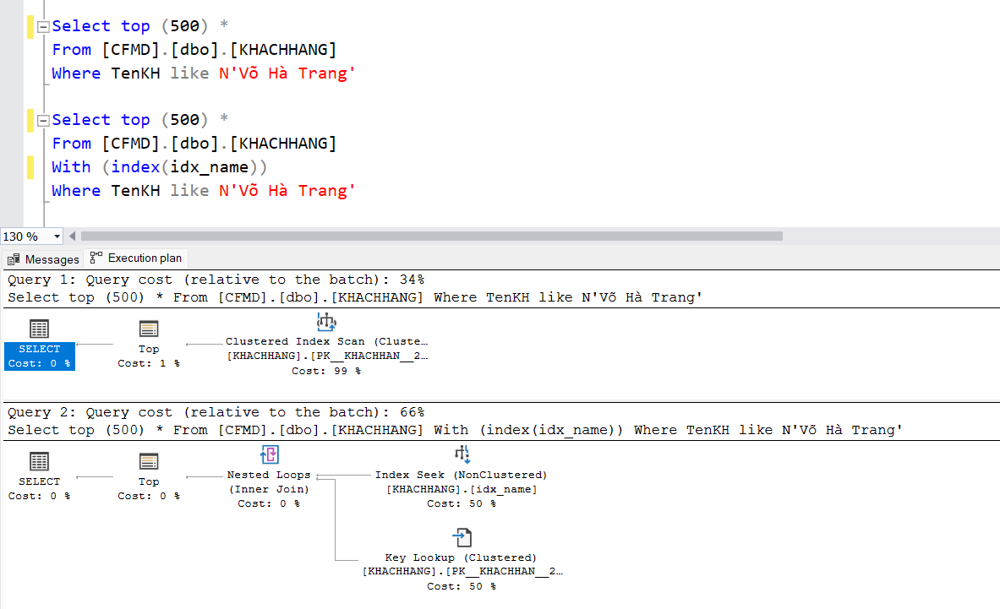 Select top (500) *
From [CFMD].[dbo].[KHACHHANG]
Where TenKH like N'Võ Hà Trang'
Select top (500) *
From [CFMD].[dbo].[KHACHHANG]
With (index(idx_name))
Where TenKH like N'Võ Hà Trang'
130 %
Messages Execution plan
Query 1: Query cost (relative to the batch): 34%
Select top (500) * From [CFMD].[dbo].[KHACHHANG] Where TenKH like N'Võ Hà Trang'
SELECT
Cost: 0 %
Top
Cost: 1 %
Clustered Index Scan (Cluste…
[KHACHHANG].[PK__KHACHHAN__2…
Cost: 99 %
Query 2: Query cost (relative to the batch): 66%
Select top (500) * From [CFMD].[dbo].[KHACHHANG] With (index(idx_name)) Where TenKH like N'Võ Hà Trang'
SELECT
Cost: 0 %
Top
Cost: 0 %
Nested Loops
(Inner Join)
Cost: 0 %
Index Seek (NonClustered)
[KHACHHANG].[idx_name]
Cost: 50 %
Key Lookup (Clustered)
[KHACHHANG].[PK__KHACHHAN__2…
Cost: 50 %